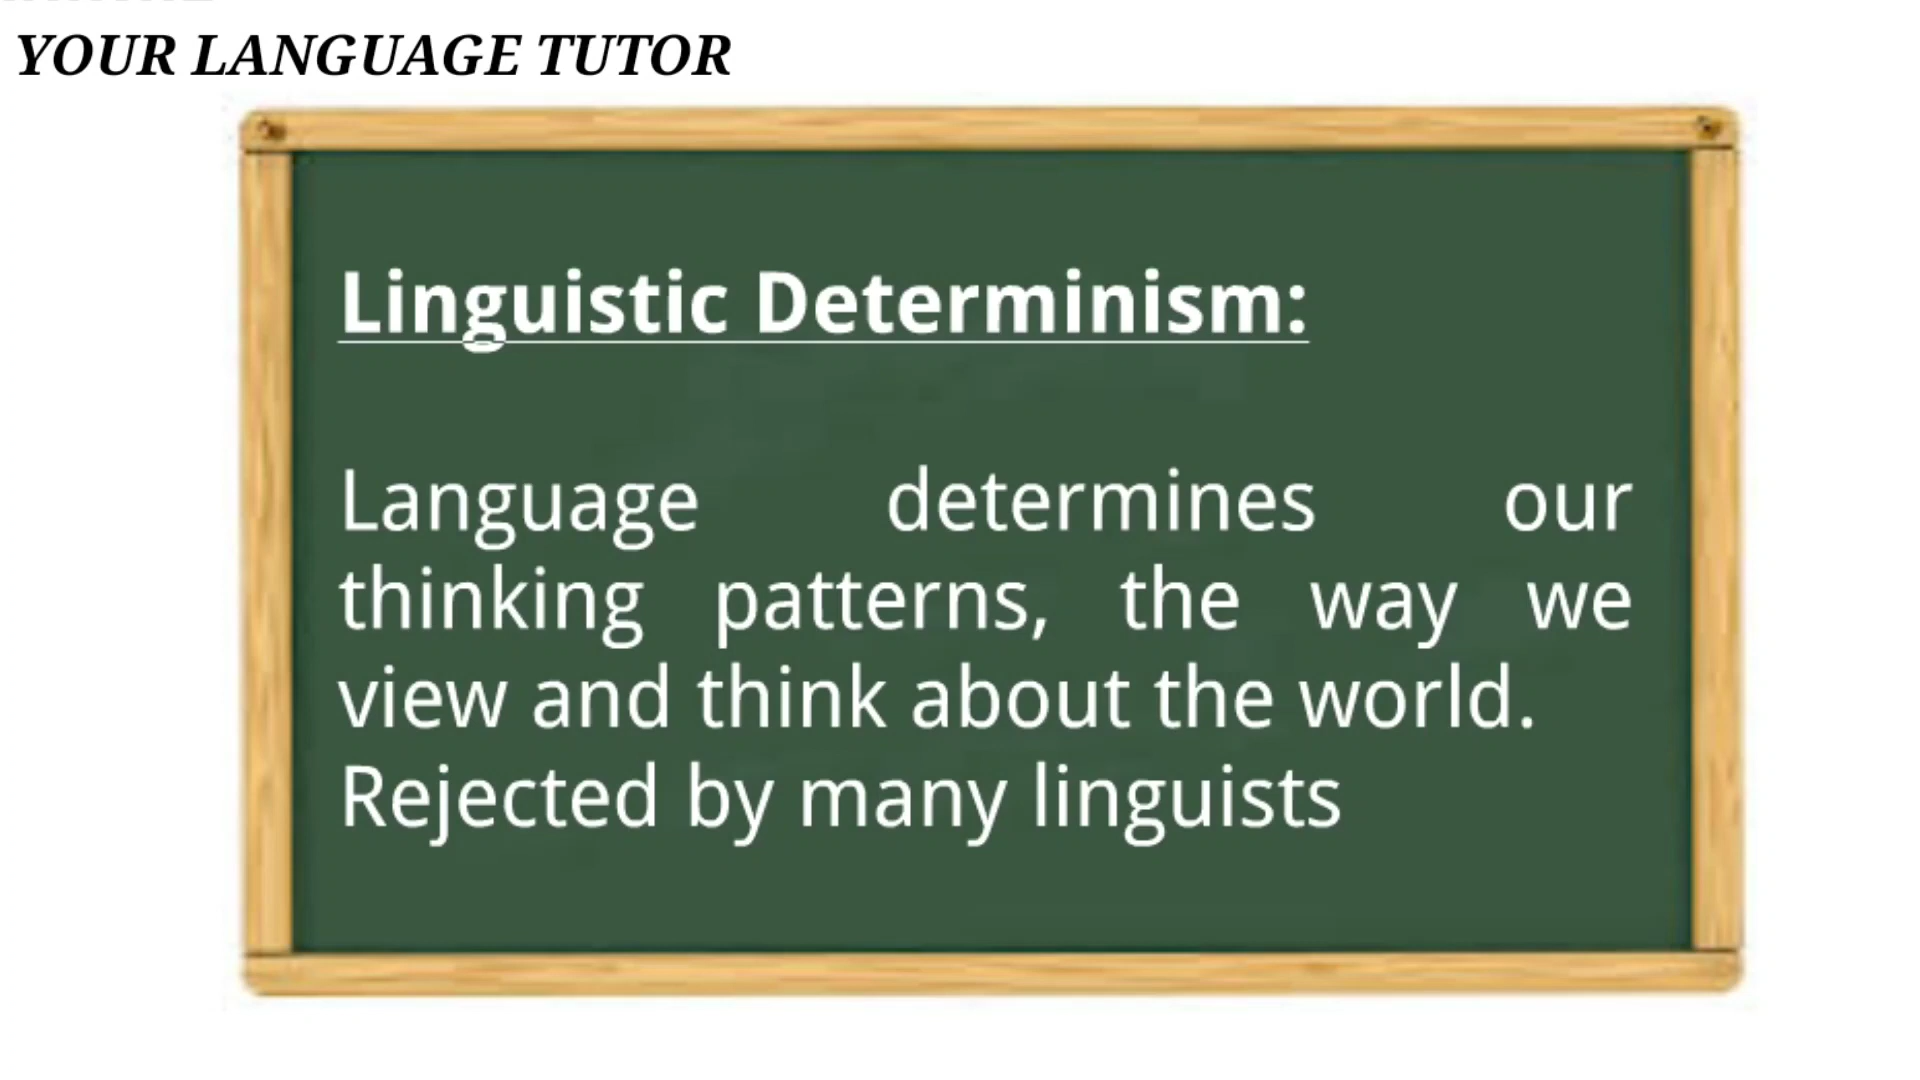 YOUR LANGUAGE TUTOR
Linguistic Determinism:
Language determines our
thinking patterns, the way we
view and think about the world.
Rejected by many linguists